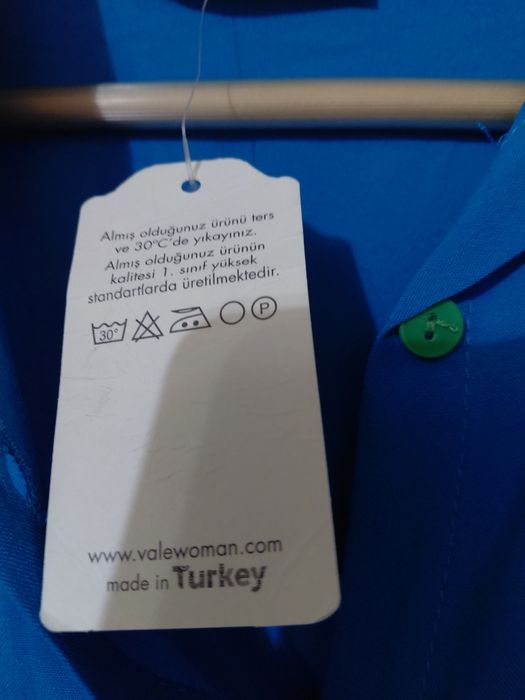 Almış olduğunuz ürünü ters
ve 30°C'de yıkayınız.
Almış olduğunuz ürünün
kalitesi 1. sınıf yüksek
standartlarda üretilmektedir.
30° P
www.valewoman.com
made in Turkey